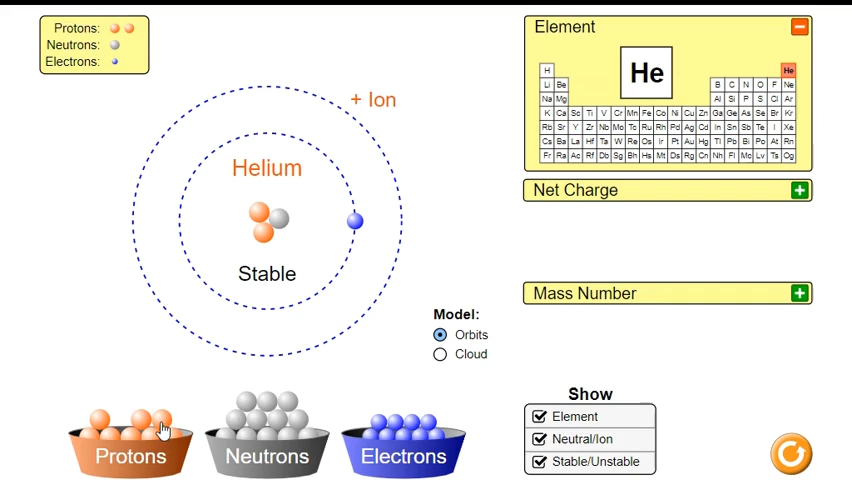 Protons:
Neutrons:
Electrons:
+ Ion
Helium
Stable
Element
He
H He
Li Be B C N O F Ne
Na Mg Al Si P S Cl Ar
K Ca Sc Ti V Cr Mn Fe Co Ni Cu Zn Ga Ge As Se Br Kr
Rb Sr Y Zr Nb Mo Tc Ru Rh Pd Ag Cd In Sn Sb Te I Xe
Cs Ba La Hf Ta W Re Os Ir Pt Au Hg Tl Pb Bi Po At Rn
Fr Ra Ac Rf Db Sg Bh Hs Mt Ds Rg Cn Nh Fl Mc Lv Ts Og
Net Charge
Mass Number
Model:
Orbits
Cloud
Show
Element
Neutral/Ion
Stable/Unstable
Protons
Neutrons
Electrons